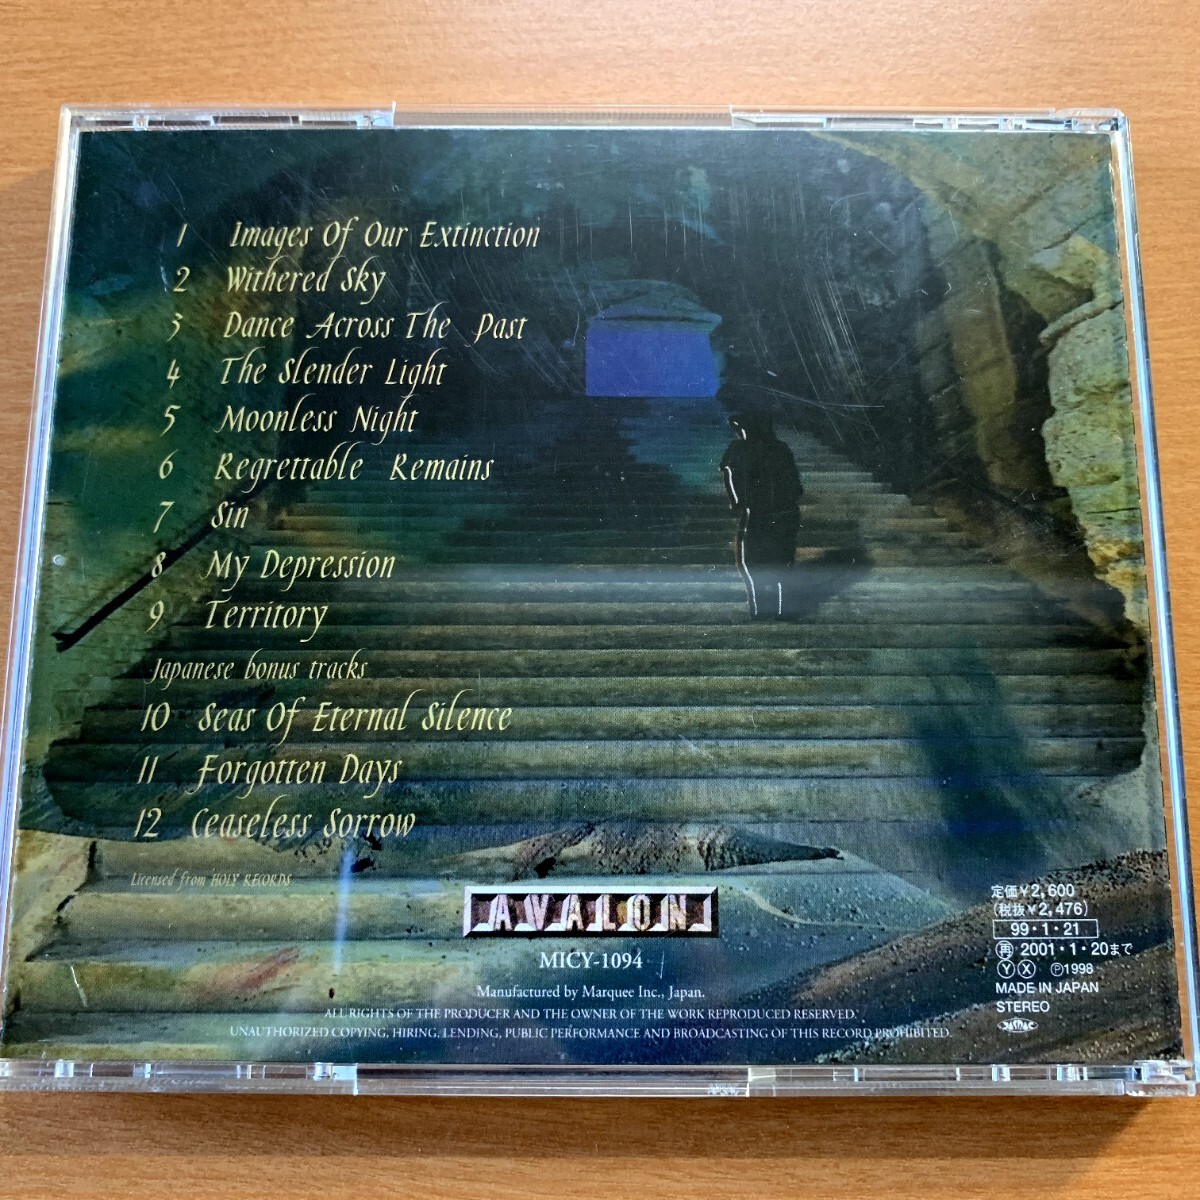 1 Images Of Our Extinction
2 Withered Sky
3 Dance Across The Past
4 The Slender Light
5 Moonless Night
6 Regrettable Remains
7 Sin
8 My Depression
9 Territory
Japanese bonus tracks
10 Seas Of Eternal Silence
11 Forgotten Days
12 Ceaseless Sorrow
Licensed from HOLY RECORDS
AVALON
MICY-1094
Manufactured by Marquee Inc., Japan.
ALL RIGHTS OF THE PRODUCER AND THE OWNER OF THE WORK REPRODUCED RESERVED.
UNAUTHORIZED COPYING, HIRING, LENDING, PUBLIC PERFORMANCE AND BROADCASTING OF THIS RECORD PROHIBITED.
定価¥2,600
(税抜¥2,476)
99・1・21
㊢ 2001・1・20まで
Ⓨ Ⓧ ℗1998
MADE IN JAPAN
STEREO